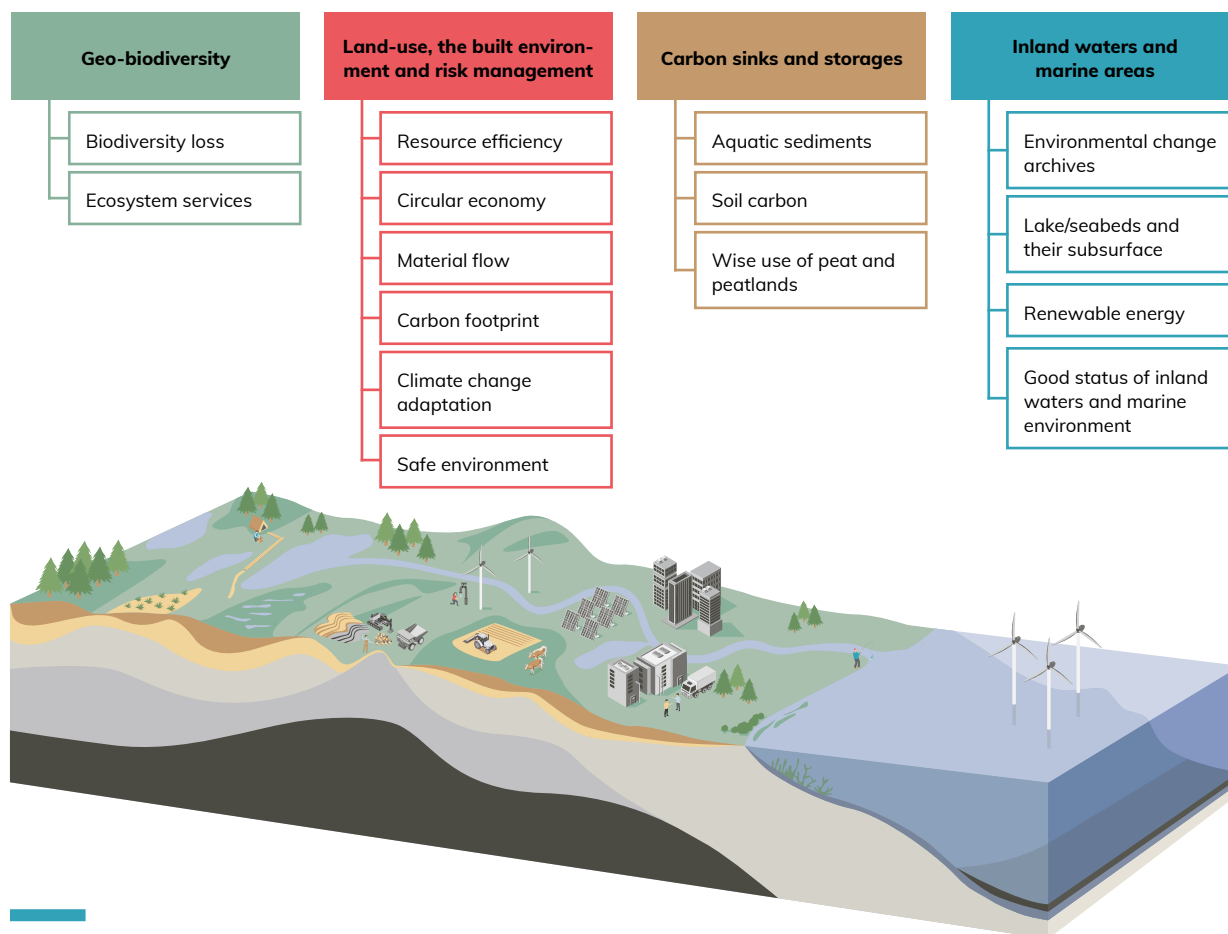 Geo-biodiversity
Biodiversity loss
Ecosystem services
Land-use, the built environ-
ment and risk management
Resource efficiency
Circular economy
Material flow
Carbon footprint
Climate change
adaptation
Safe environment
Carbon sinks and storages
Aquatic sediments
Soil carbon
Wise use of peat and
peatlands
Inland waters and
marine areas
Environmental change
archives
Lake/seabeds and
their subsurface
Renewable energy
Good status of inland
waters and marine
environment